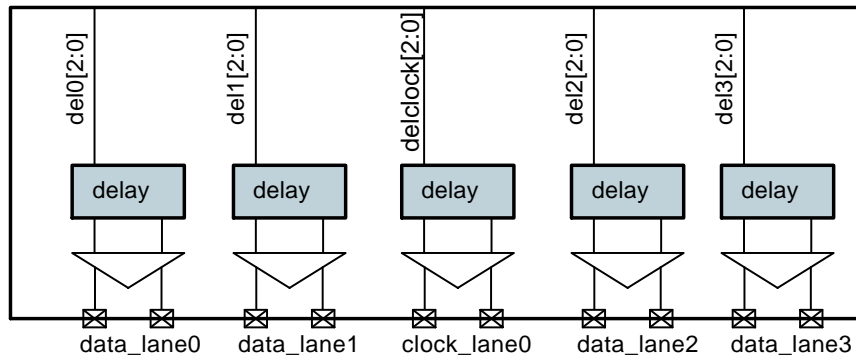 del0[2:0]
del1[2:0]
delclock[2:0]
del2[2:0]
del3[2:0]
delay
delay
delay
delay
delay
data_lane0
data_lane1
clock_lane0
data_lane2
data_lane3